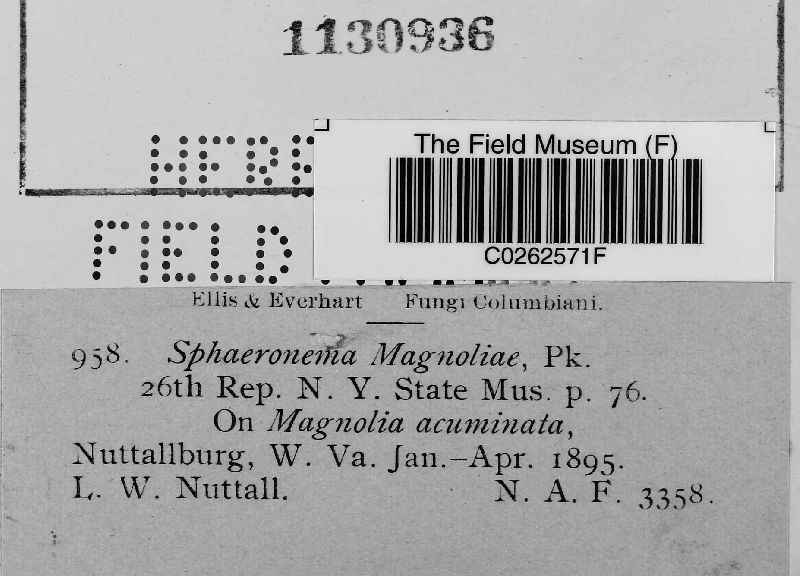 1130936
The Field Museum (F)
C0262571F
FIELD
Ellis & Everhart Fungi Columbiani.
958. Sphaeronema Magnoliae, Pk.
26th Rep. N. Y. State Mus. p. 76.
On Magnolia acuminata,
Nuttallburg, W. Va. Jan.–Apr. 1895.
L. W. Nuttall. N. A. F. 3358.